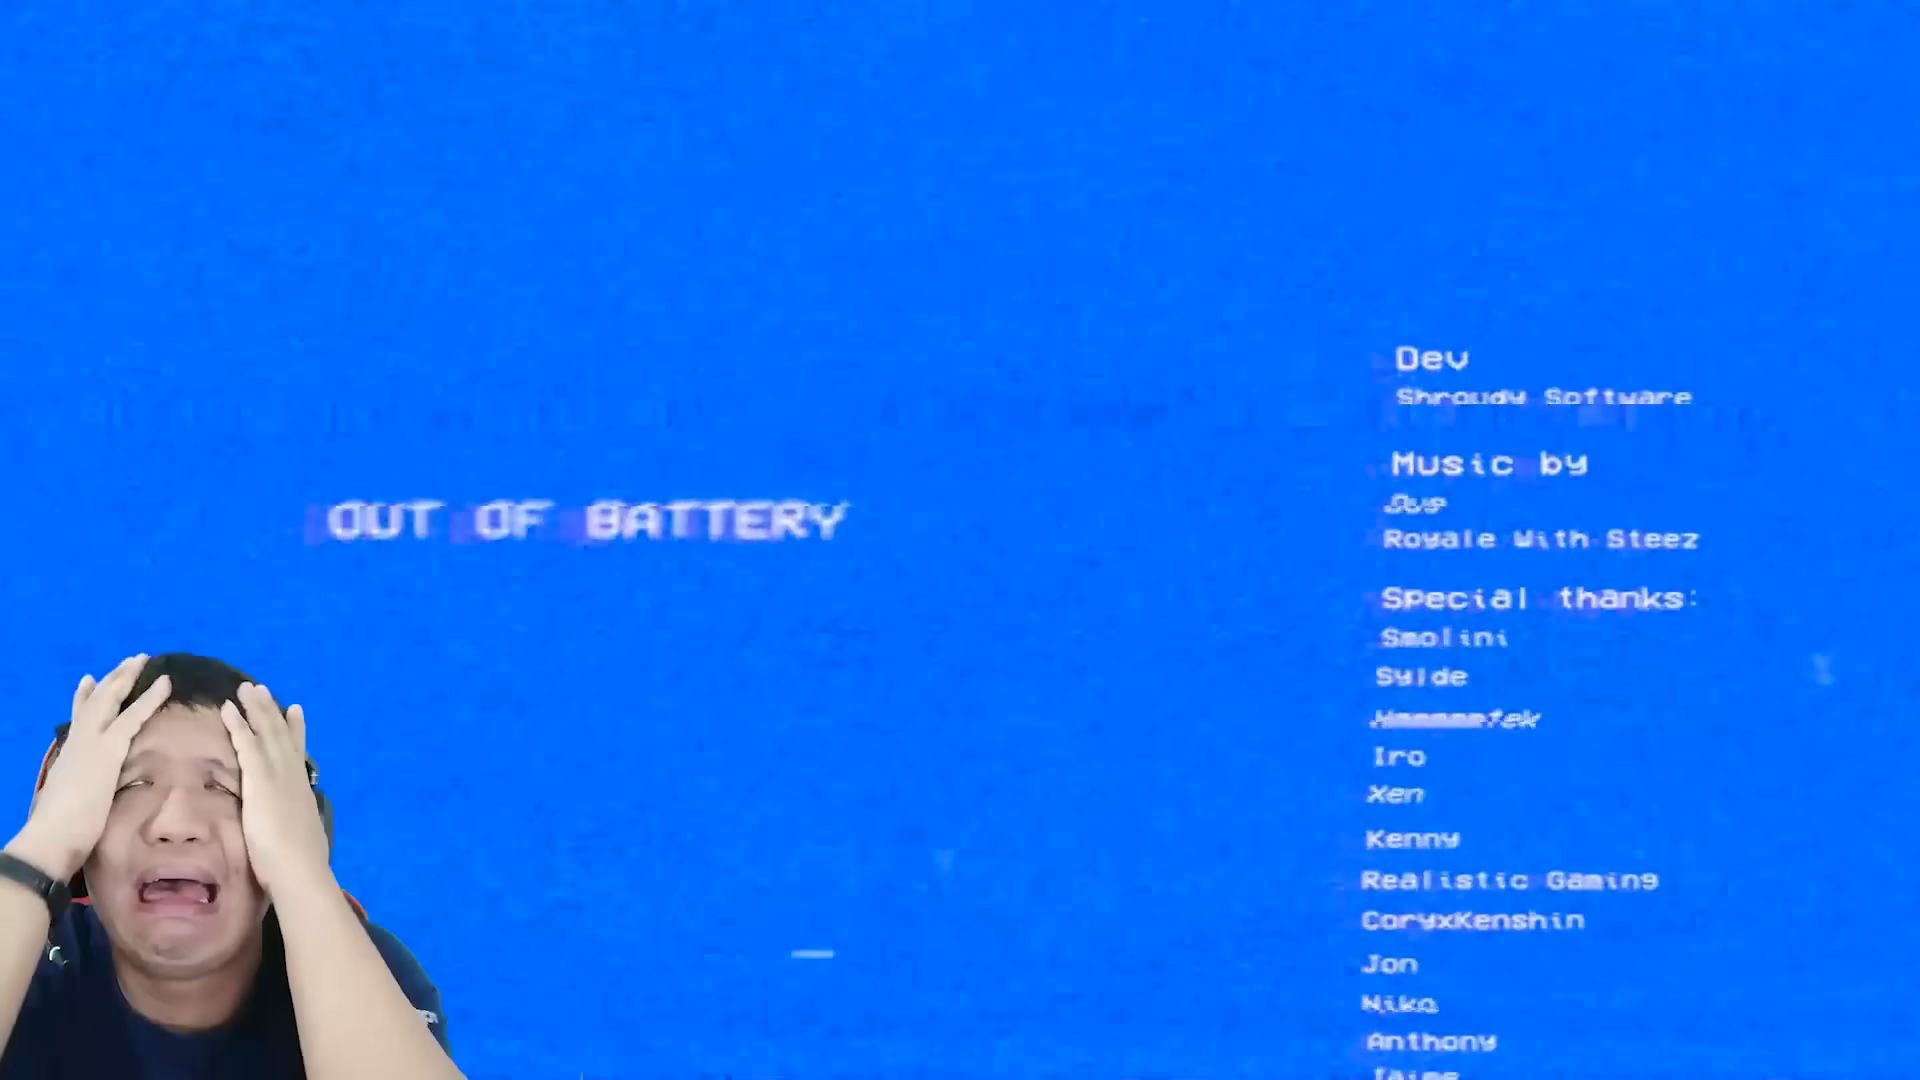 OUT OF BATTERY
Dev
Shroudy Software
Music by
Royale With Steez
Special thanks:
Smolini
Sylde
Iro
Xen
Kenny
Realistic Gaming
CoryxKenshin
Jon
Niko
Anthony